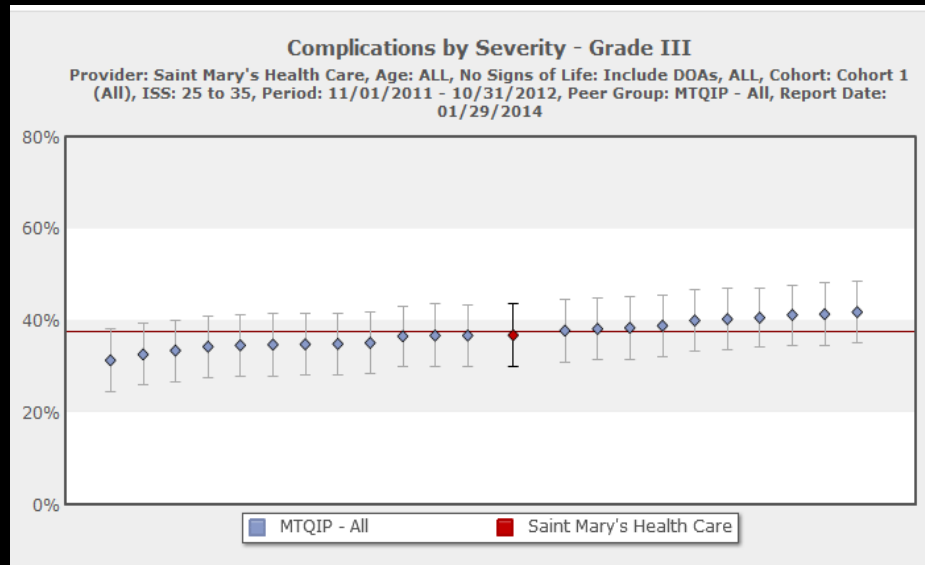 Complications by Severity - Grade III
Provider: Saint Mary's Health Care, Age: ALL, No Signs of Life: Include DOAs, ALL, Cohort: Cohort 1
(All), ISS: 25 to 35, Period: 11/01/2011 - 10/31/2012, Peer Group: MTQIP - All, Report Date:
01/29/2014
80%
60%
40%
20%
0%
MTQIP - All
Saint Mary's Health Care